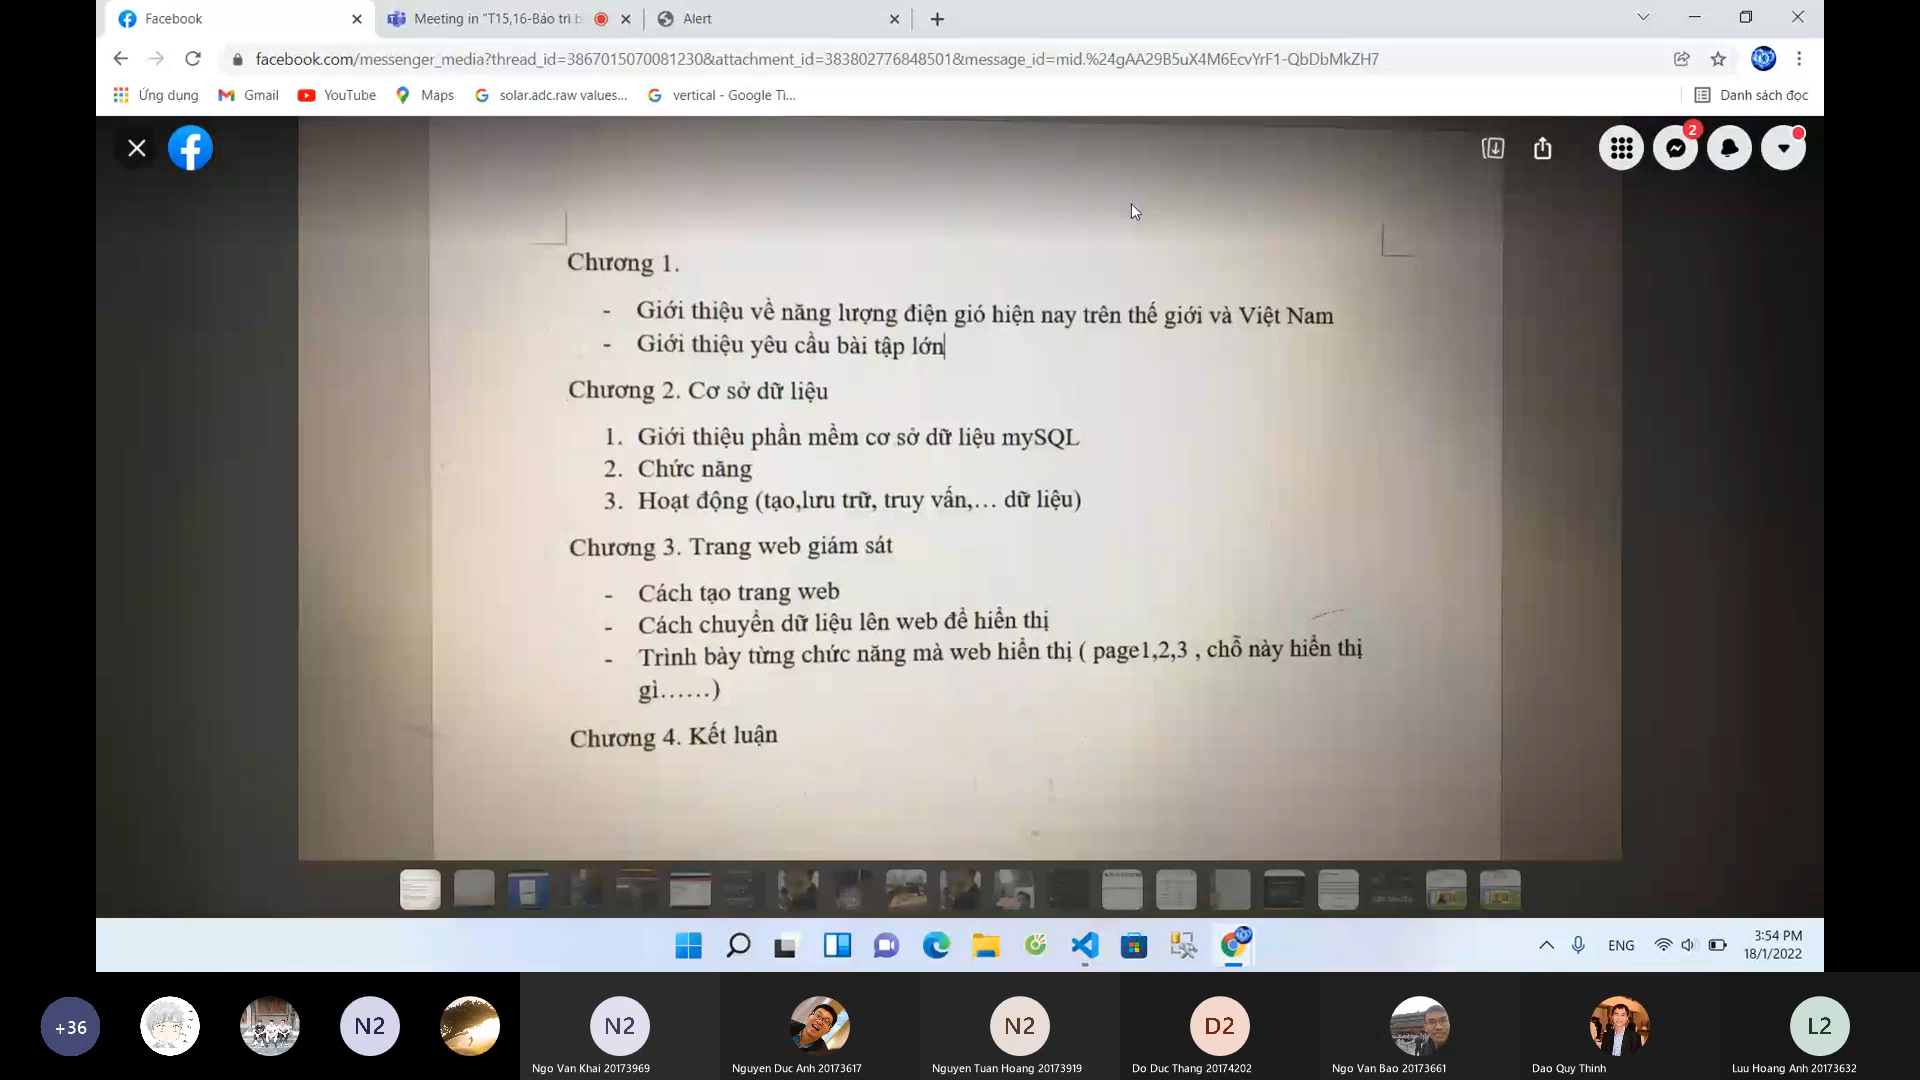 Facebook
Meeting in "T15,16-Bảo trì b
Alert
facebook.com/messenger_media?thread_id=3867015070081230&attachment_id=383802776848501&message_id=mid.%24gAA29B5uX4M6EcvYrF1-QbDbMkZH7
Ứng dụng
Gmail
YouTube
Maps
solar.adc.raw values...
vertical - Google Tì...
Danh sách đọc
2
Chương 1.
- Giới thiệu về năng lượng điện gió hiện nay trên thế giới và Việt Nam
- Giới thiệu yêu cầu bài tập lớn
Chương 2. Cơ sở dữ liệu
1. Giới thiệu phần mềm cơ sở dữ liệu mySQL
2. Chức năng
3. Hoạt động (tạo,lưu trữ, truy vấn,… dữ liệu)
Chương 3. Trang web giám sát
- Cách tạo trang web
- Cách chuyển dữ liệu lên web để hiển thị
- Trình bày từng chức năng mà web hiển thị ( page1,2,3 , chỗ này hiển thị
gì……)
Chương 4. Kết luận
ENG
3:54 PM
18/1/2022
+36
N2
N2
N2
D2
L2
Ngo Van Khai 20173969
Nguyen Duc Anh 20173617
Nguyen Tuan Hoang 20173919
Do Duc Thang 20174202
Ngo Van Bao 20173661
Dao Quy Thinh
Luu Hoang Anh 20173632